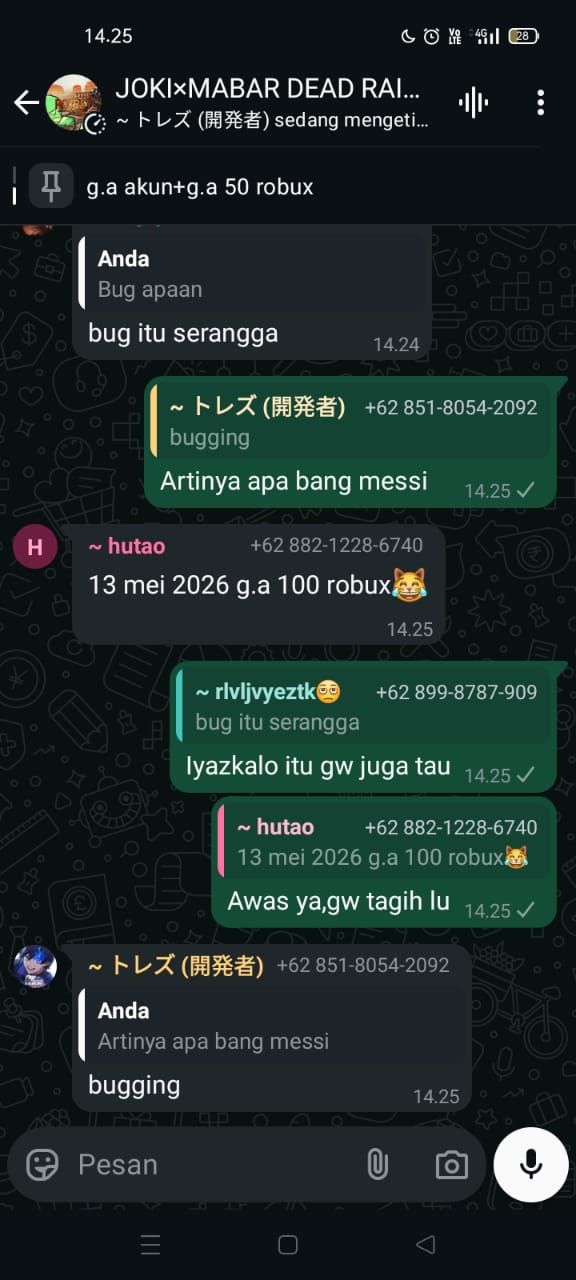 14.25
VoLTE 4G 28
JOKI×MABAR DEAD RAI...
~ トレズ (開発者) sedang mengeti...
g.a akun+g.a 50 robux
Anda
Bug apaan
bug itu serangga
14.24
~ トレズ (開発者) +62 851-8054-2092
bugging
Artinya apa bang messi
14.25
H
~ hutao +62 882-1228-6740
13 mei 2026 g.a 100 robux😹
14.25
~ rlvljvyeztk🥺 +62 899-8787-909
bug itu serangga
Iyazkalo itu gw juga tau
14.25
~ hutao +62 882-1228-6740
13 mei 2026 g.a 100 robux😹
Awas ya,gw tagih lu
14.25
~ トレズ (開発者) +62 851-8054-2092
Anda
Artinya apa bang messi
bugging
14.25
Pesan